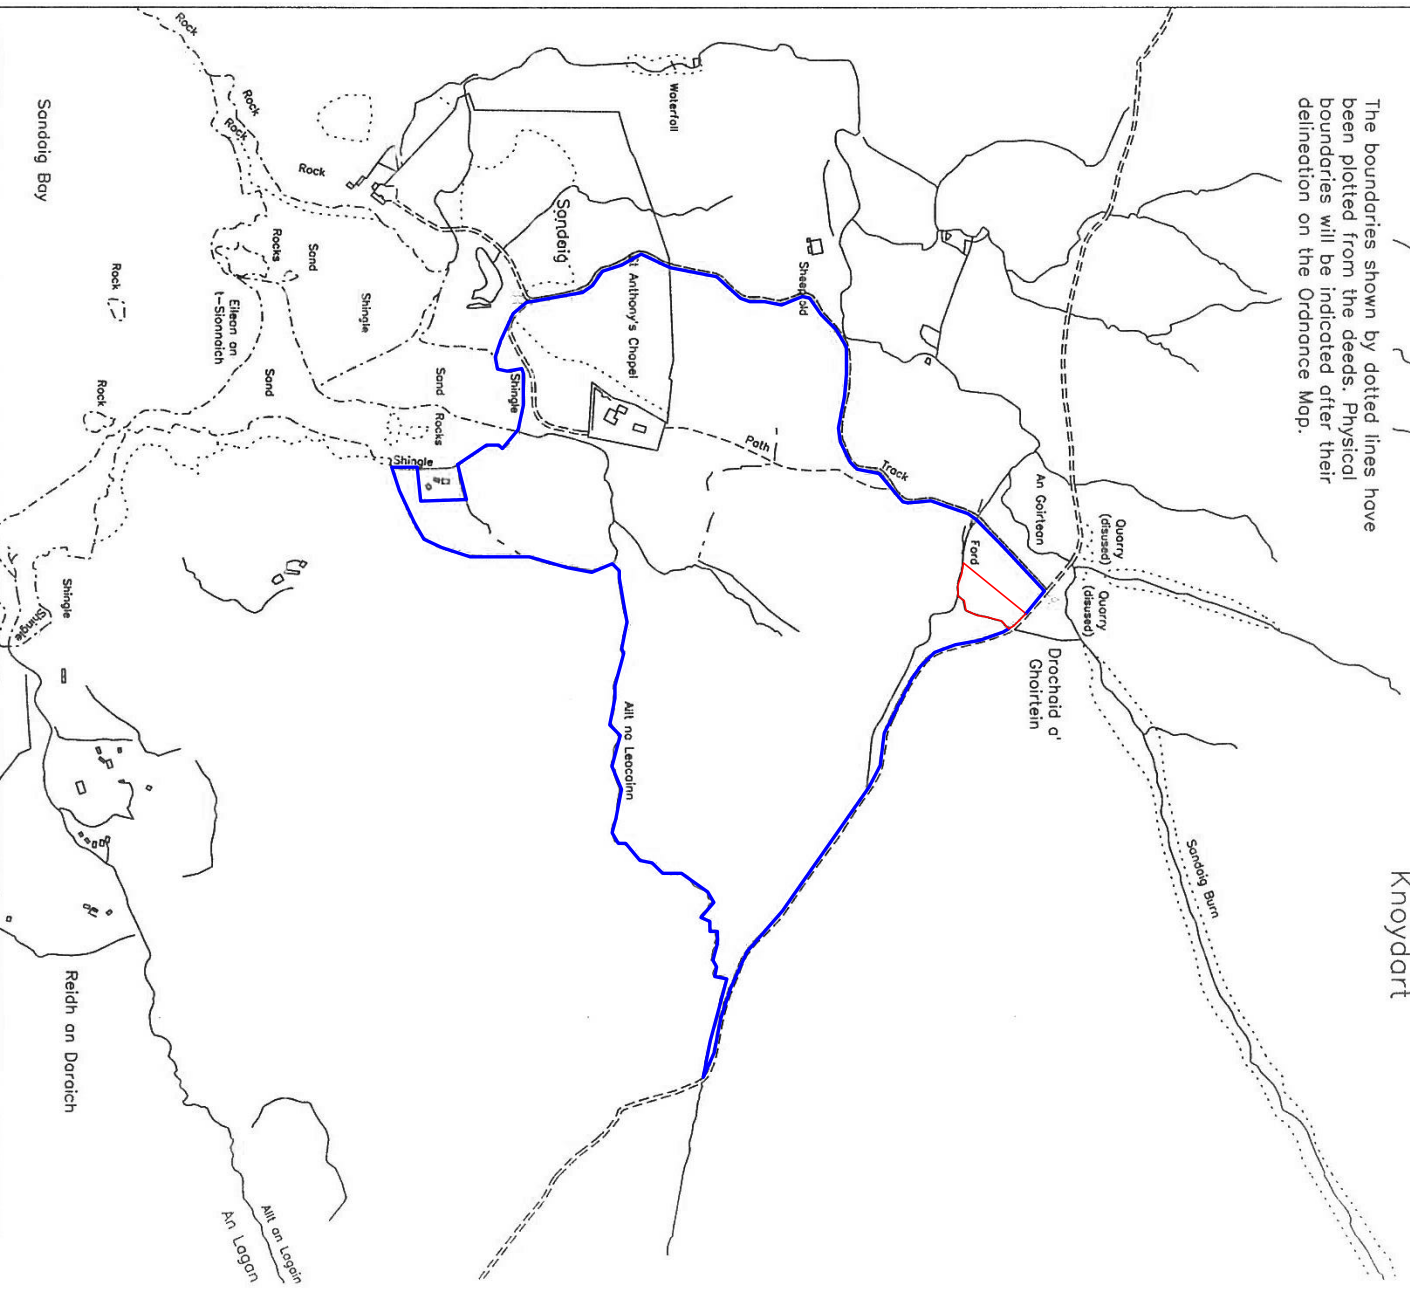 The boundaries shown by dotted lines have
been plotted from the deeds. Physical
boundaries will be indicated after their
delineation on the Ordnance Map.
Knoydart
Quarry
(disused)
Quarry
(disused)
An Goirtean
Drochaid a'
Ghoirtein
Sandaig Burn
Ford
Track
Path
Sheepfold
Waterfall
St Anthony's Chapel
Allt na Leacainn
Sandaig
Shingle
Sand
Rocks
Shingle
Shingle
Sand
Rock
Rocks
Sand
Eilean an
t-Sionnaich
Rock
Rock
Rock
Rock
Rock
Sandaig Bay
Shingle
Shingle
Reidh an Daraich
Allt an Lagain
An Lagan